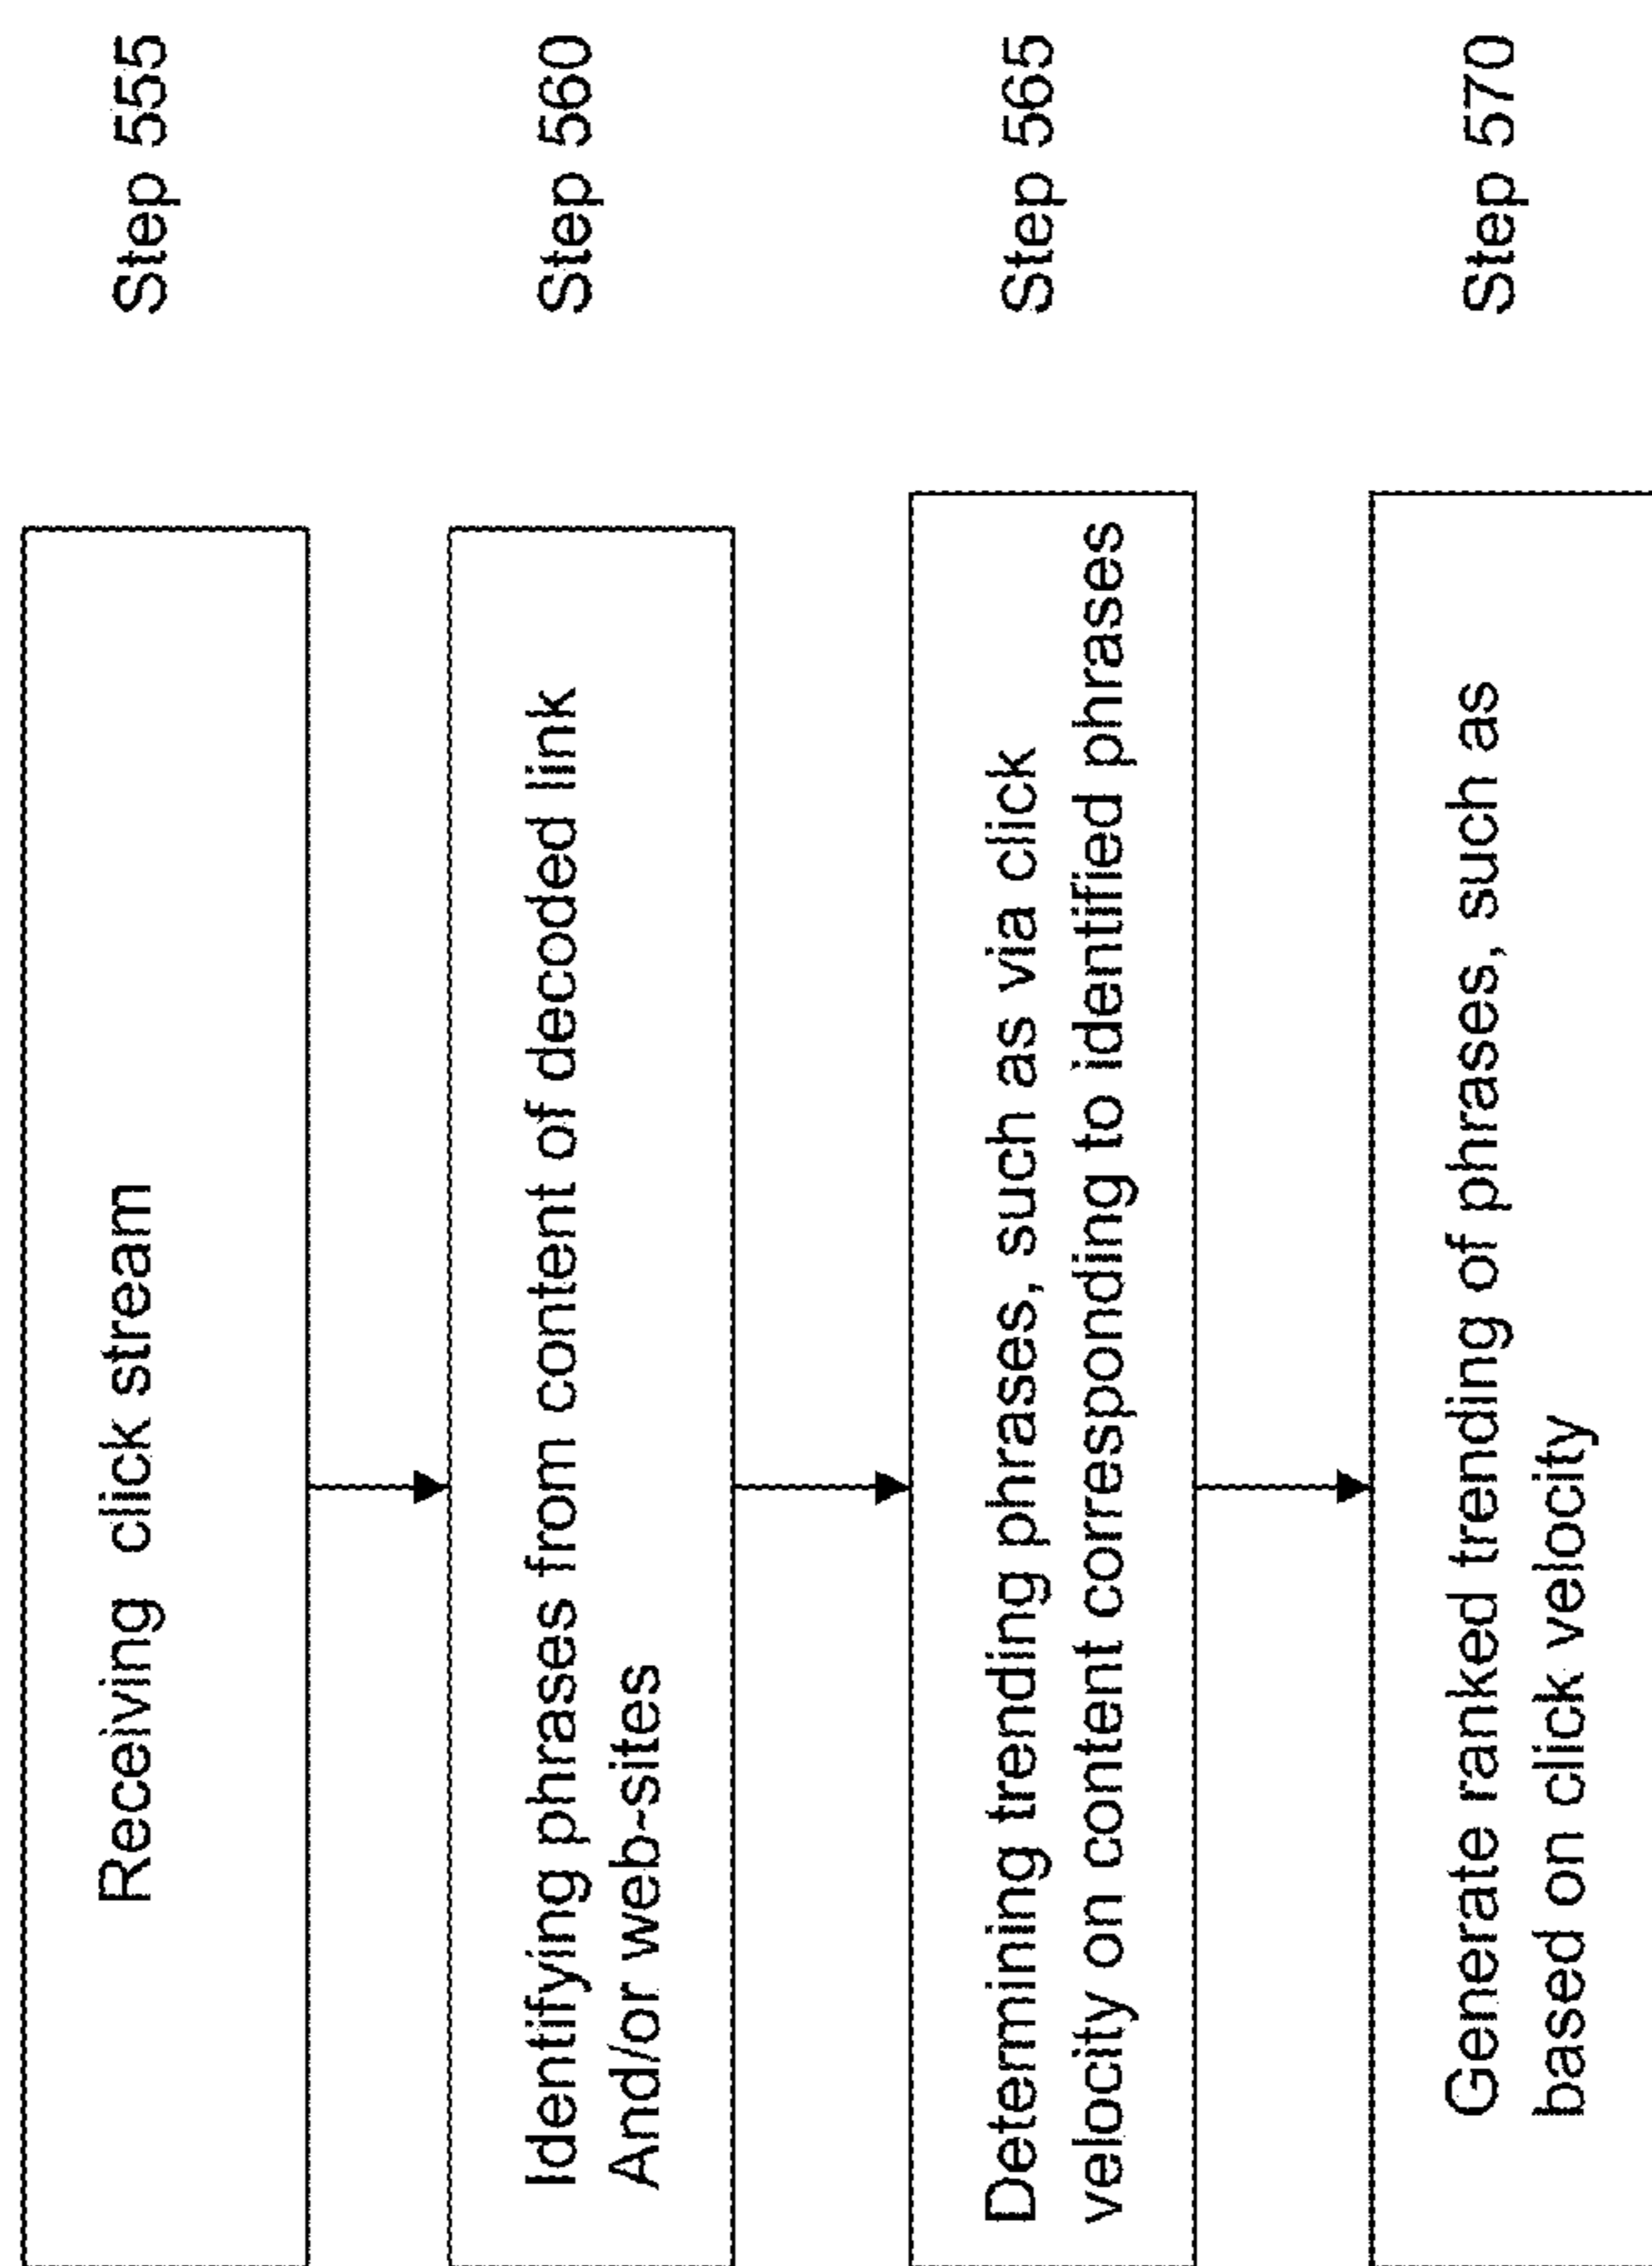 Receiving click stream
Step 555
Identifying phrases from content of decoded link
And/or web-sites
Step 560
Determining trending phrases, such as via click
velocity on content corresponding to identified phrases
Step 565
Generate ranked trending of phrases, such as
based on click velocity
Step 570